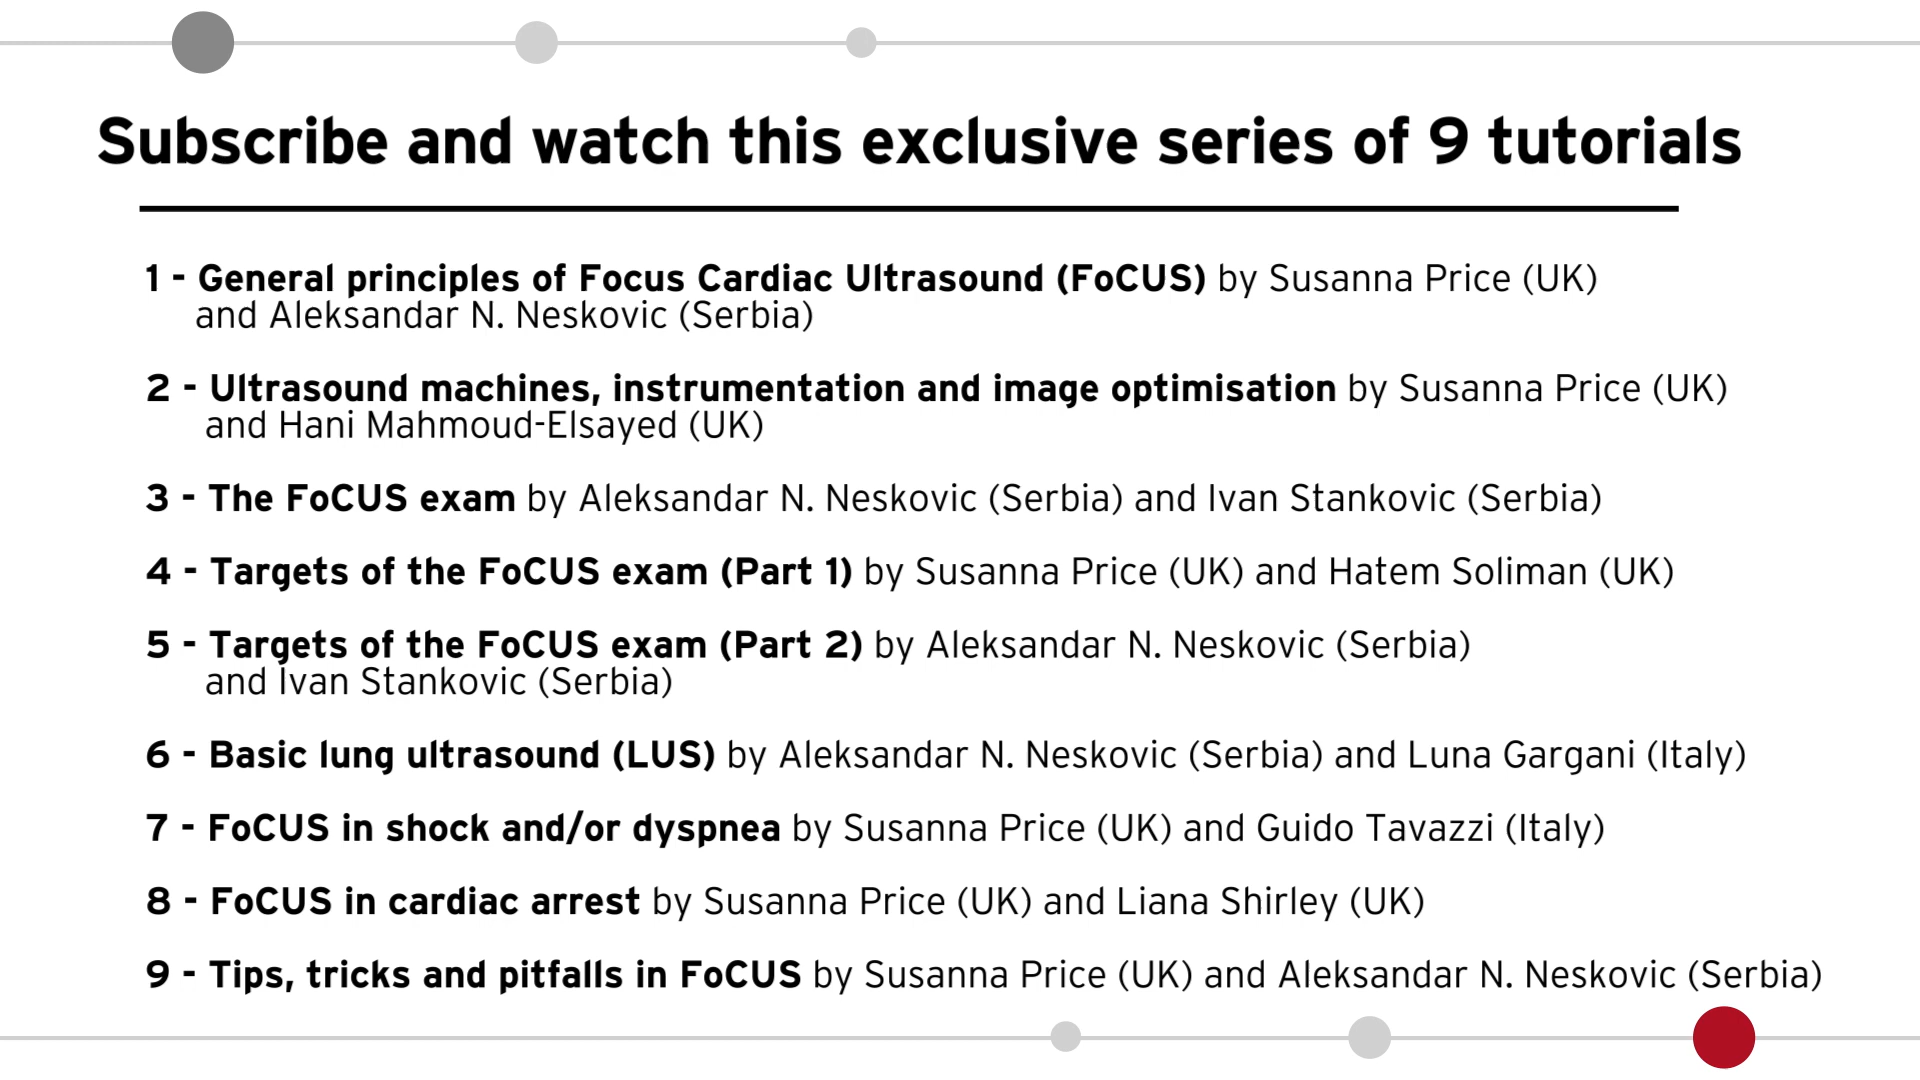 Subscribe and watch this exclusive series of 9 tutorials
1 - General principles of Focus Cardiac Ultrasound (FoCUS) by Susanna Price (UK)
and Aleksandar N. Neskovic (Serbia)
2 - Ultrasound machines, instrumentation and image optimisation by Susanna Price (UK)
and Hani Mahmoud-Elsayed (UK)
3 - The FoCUS exam by Aleksandar N. Neskovic (Serbia) and Ivan Stankovic (Serbia)
4 - Targets of the FoCUS exam (Part 1) by Susanna Price (UK) and Hatem Soliman (UK)
5 - Targets of the FoCUS exam (Part 2) by Aleksandar N. Neskovic (Serbia)
and Ivan Stankovic (Serbia)
6 - Basic lung ultrasound (LUS) by Aleksandar N. Neskovic (Serbia) and Luna Gargani (Italy)
7 - FoCUS in shock and/or dyspnea by Susanna Price (UK) and Guido Tavazzi (Italy)
8 - FoCUS in cardiac arrest by Susanna Price (UK) and Liana Shirley (UK)
9 - Tips, tricks and pitfalls in FoCUS by Susanna Price (UK) and Aleksandar N. Neskovic (Serbia)